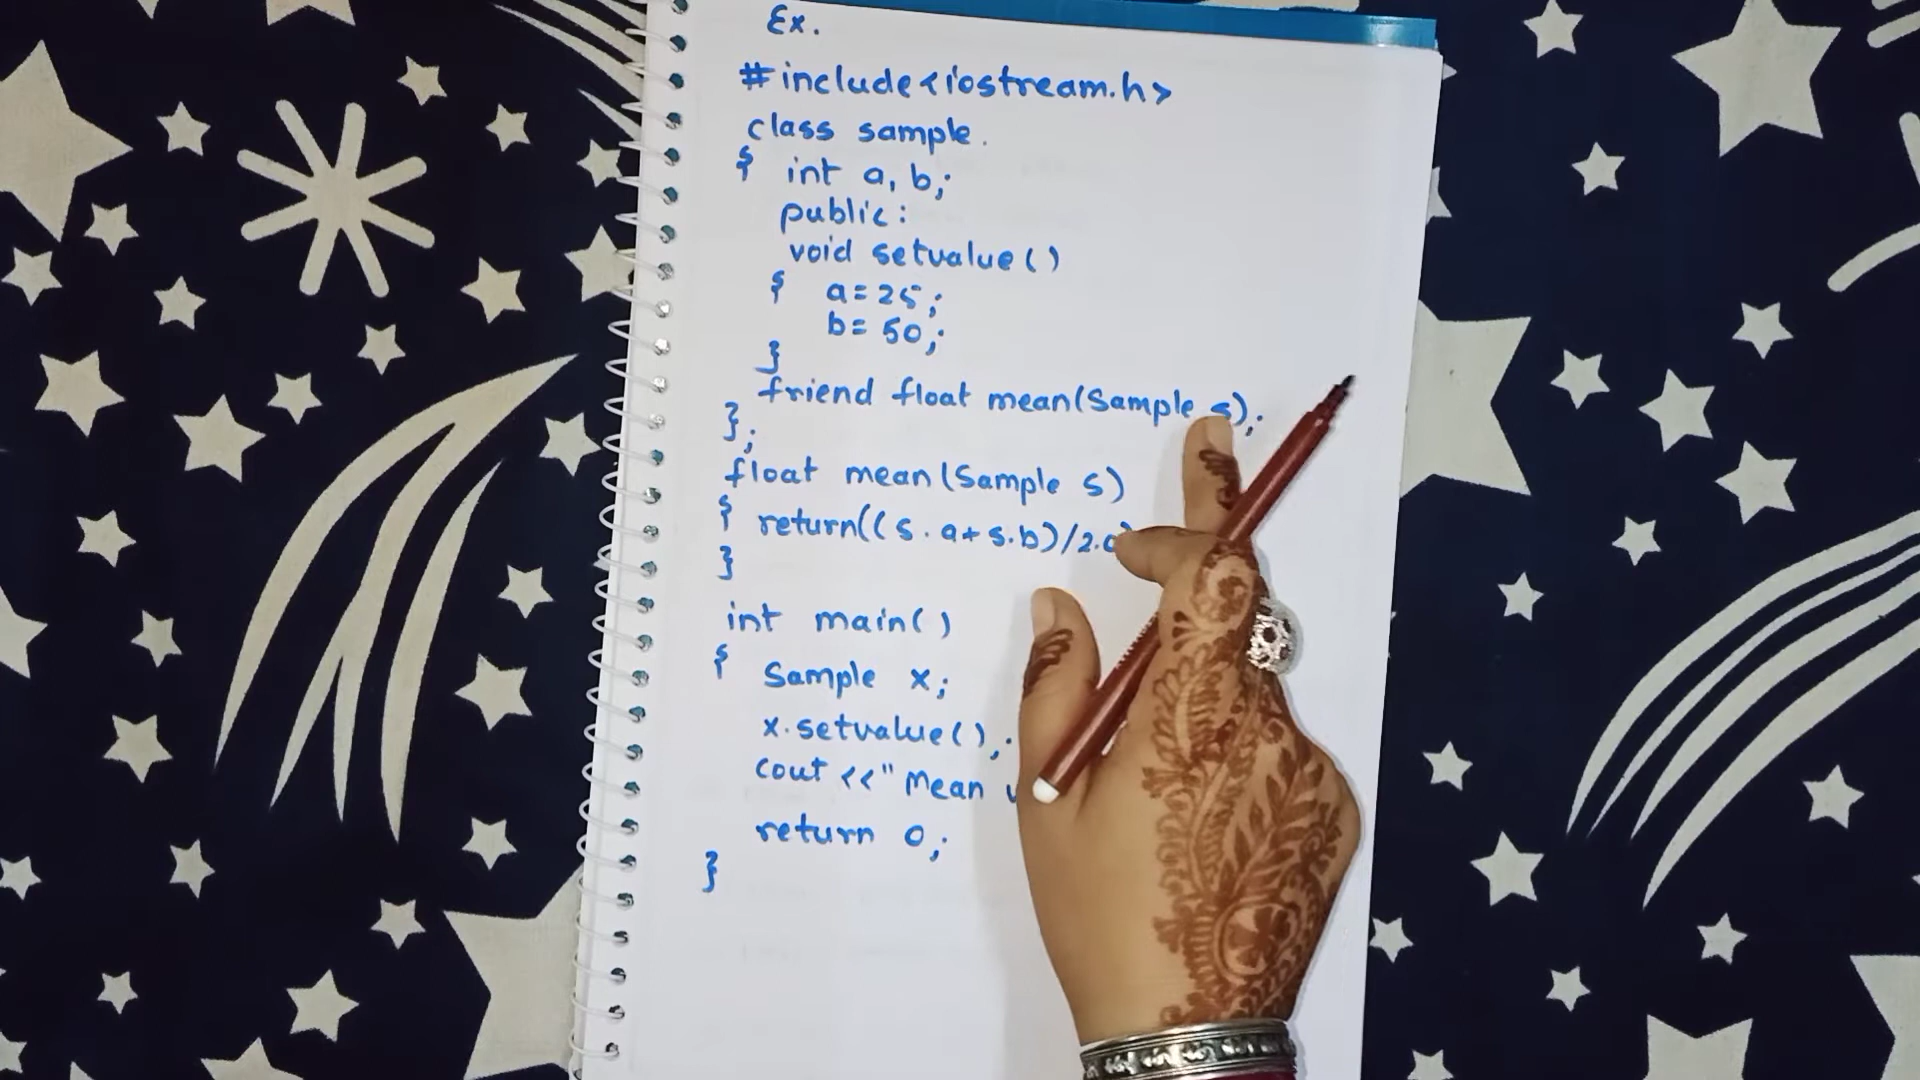 Ex.
#include<iostream.h>
class sample.
{ int a, b;
public:
void setvalue()
{ a=25;
b=50;
}
friend float mean(Sample s);
};
float mean(Sample s)
{ return((s.a+s.b)/2.0)
}
int main()
{ Sample x;
x.setvalue();
cout <<"Mean
return 0;
}